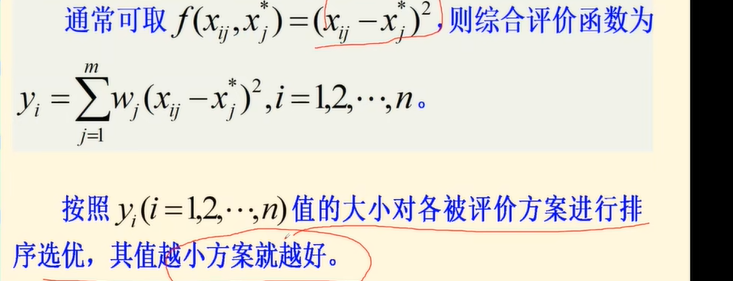 通常可取 f(x_{ij}, x_j^*) = (x_{ij} − x_j^*)^2, 则综合评价函数为
y_i = \sum_{j=1}^{m} w_j (x_{ij} − x_j^*)^2, i = 1,2,⋯,n。
按照 y_i (i = 1,2,⋯,n) 值的大小对各被评价方案进行排
序选优，其值越小方案就越好。